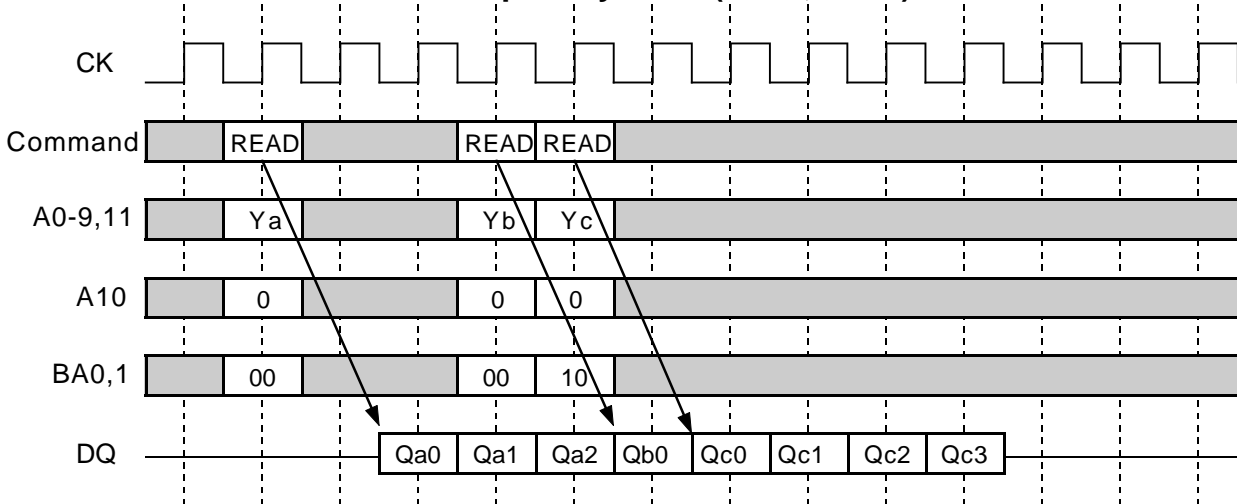 CK
Command READ READ READ
A0-9,11 Ya Yb Yc
A10 0 0 0
BA0,1 00 00 10
DQ Qa0 Qa1 Qa2 Qb0 Qc0 Qc1 Qc2 Qc3